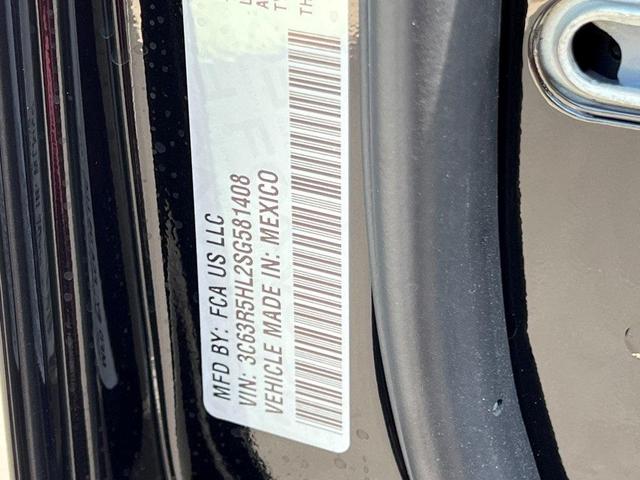 MFD BY: FCA US LLC
VIN: 3C63R5HL2SG581408
VEHICLE MADE IN: MEXICO